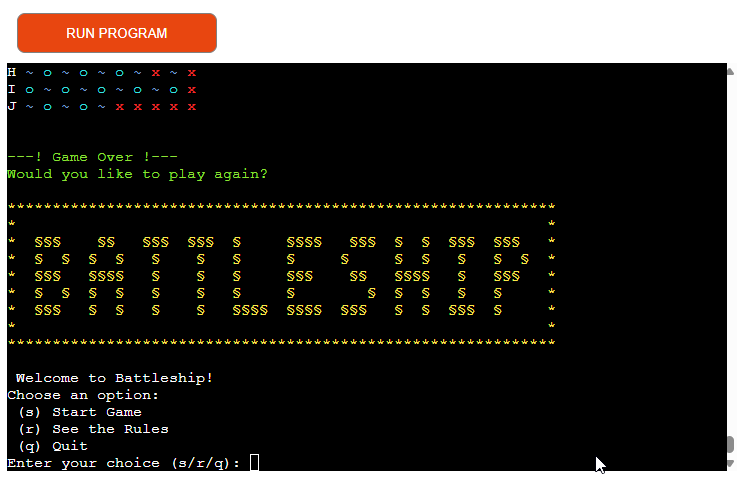 RUN PROGRAM
H ~ o ~ o ~ o ~ x ~ x
I o ~ o ~ o ~ o ~ o x
J ~ o ~ o ~ x x x x x
---! Game Over !---
Would you like to play again?
*************************************************************
*                                                           *
*  §§§    §§   §§§  §§§  §     §§§§   §§§  §  §  §§§  §§§   *
*  §  §  §  §   §    §   §     §     §     §  §   §   §  §  *
*  §§§   §§§§   §    §   §     §§§    §§   §§§§   §   §§§   *
*  §  §  §  §   §    §   §     §        §  §  §   §   §     *
*  §§§   §  §   §    §   §§§§  §§§§  §§§   §  §  §§§  §     *
*                                                           *
*************************************************************
Welcome to Battleship!
Choose an option:
(s) Start Game
(r) See the Rules
(q) Quit
Enter your choice (s/r/q):